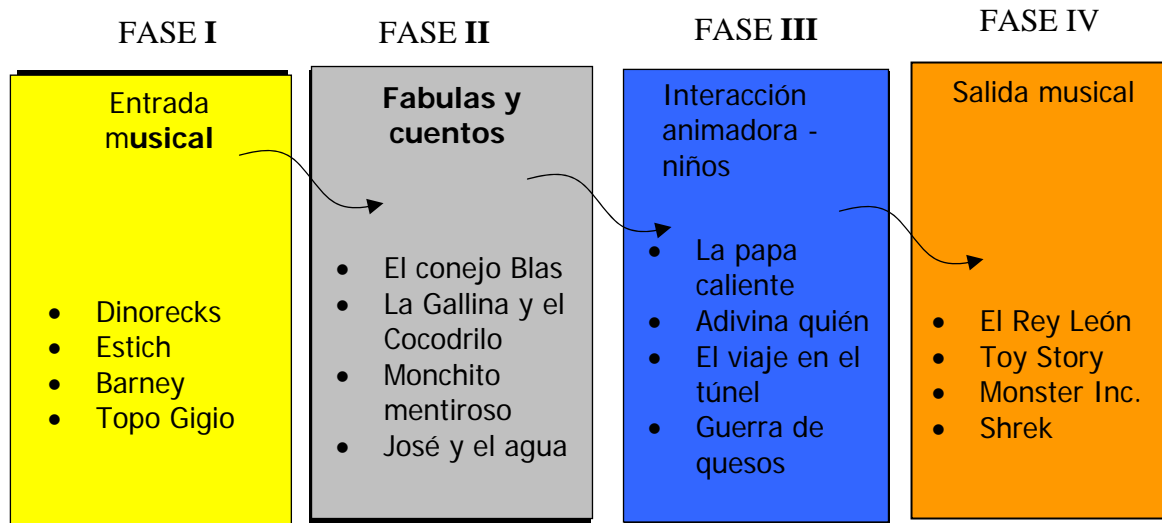 FASE I
Entrada
musical
• Dinorecks
• Estich
• Barney
• Topo Gigio
FASE II
Fabulas y
cuentos
• El conejo Blas
• La Gallina y el
Cocodrilo
• Monchito
mentiroso
• José y el agua
FASE III
Interacción
animadora -
niños
• La papa
caliente
• Adivina quién
• El viaje en el
túnel
• Guerra de
quesos
FASE IV
Salida musical
• El Rey León
• Toy Story
• Monster Inc.
• Shrek